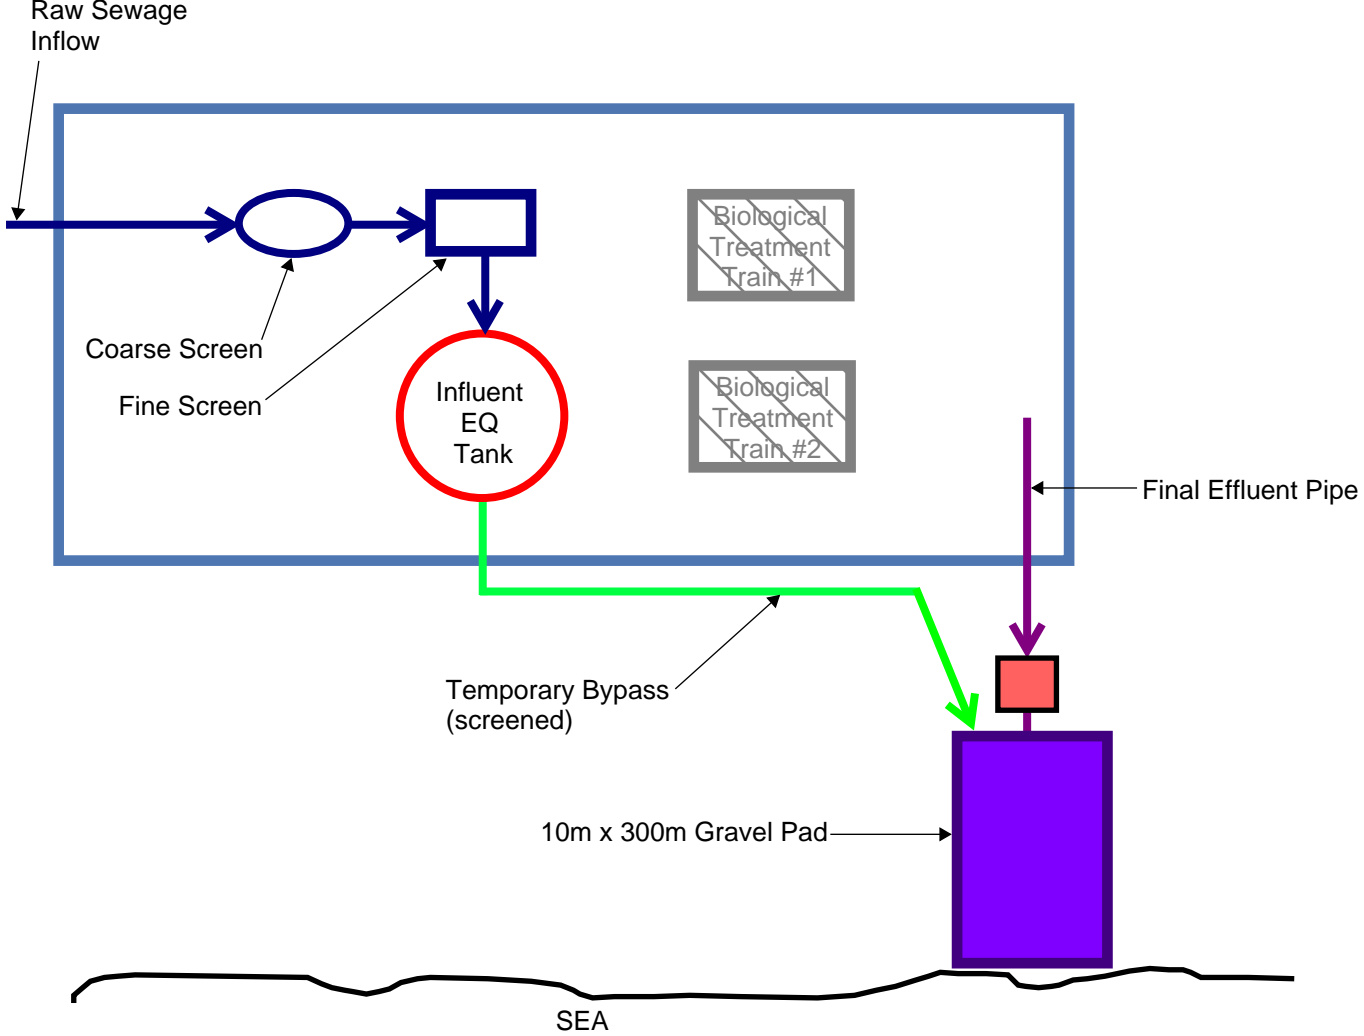 Raw Sewage
Inflow
Biological
Treatment
Train #1
Coarse Screen
Fine Screen
Influent
EQ
Tank
Biological
Treatment
Train #2
Final Effluent Pipe
Temporary Bypass
(screened)
10m x 300m Gravel Pad
SEA